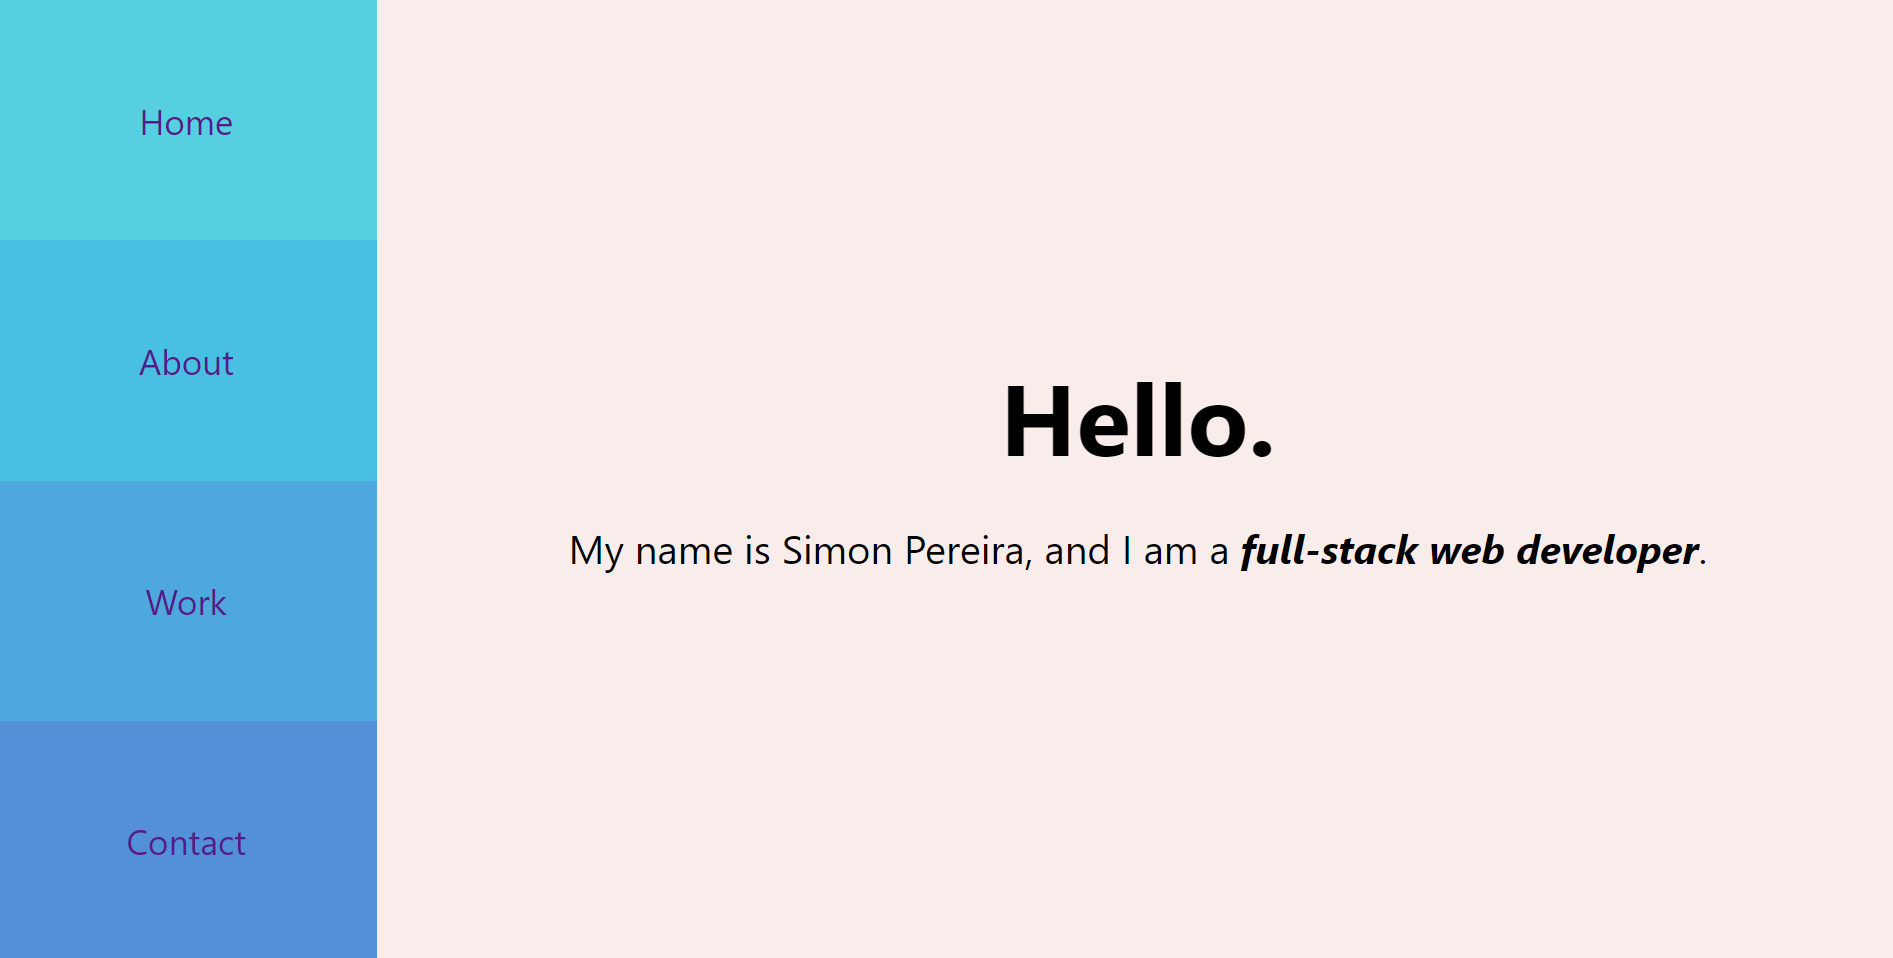 Home
About
Work
Contact
Hello.
My name is Simon Pereira, and I am a full-stack web developer.